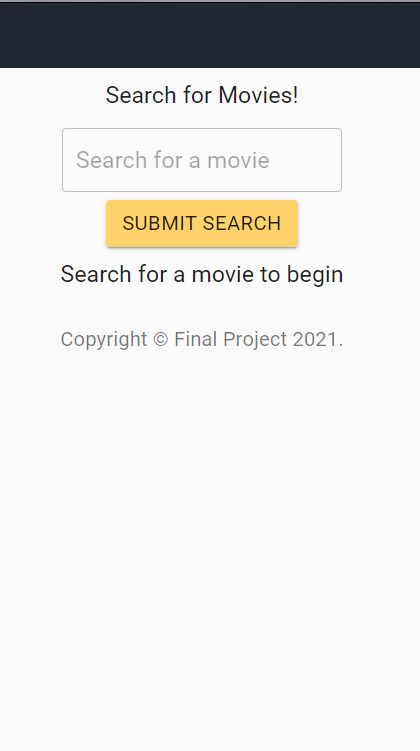 Search for Movies!
Search for a movie
SUBMIT SEARCH
Search for a movie to begin
Copyright © Final Project 2021.